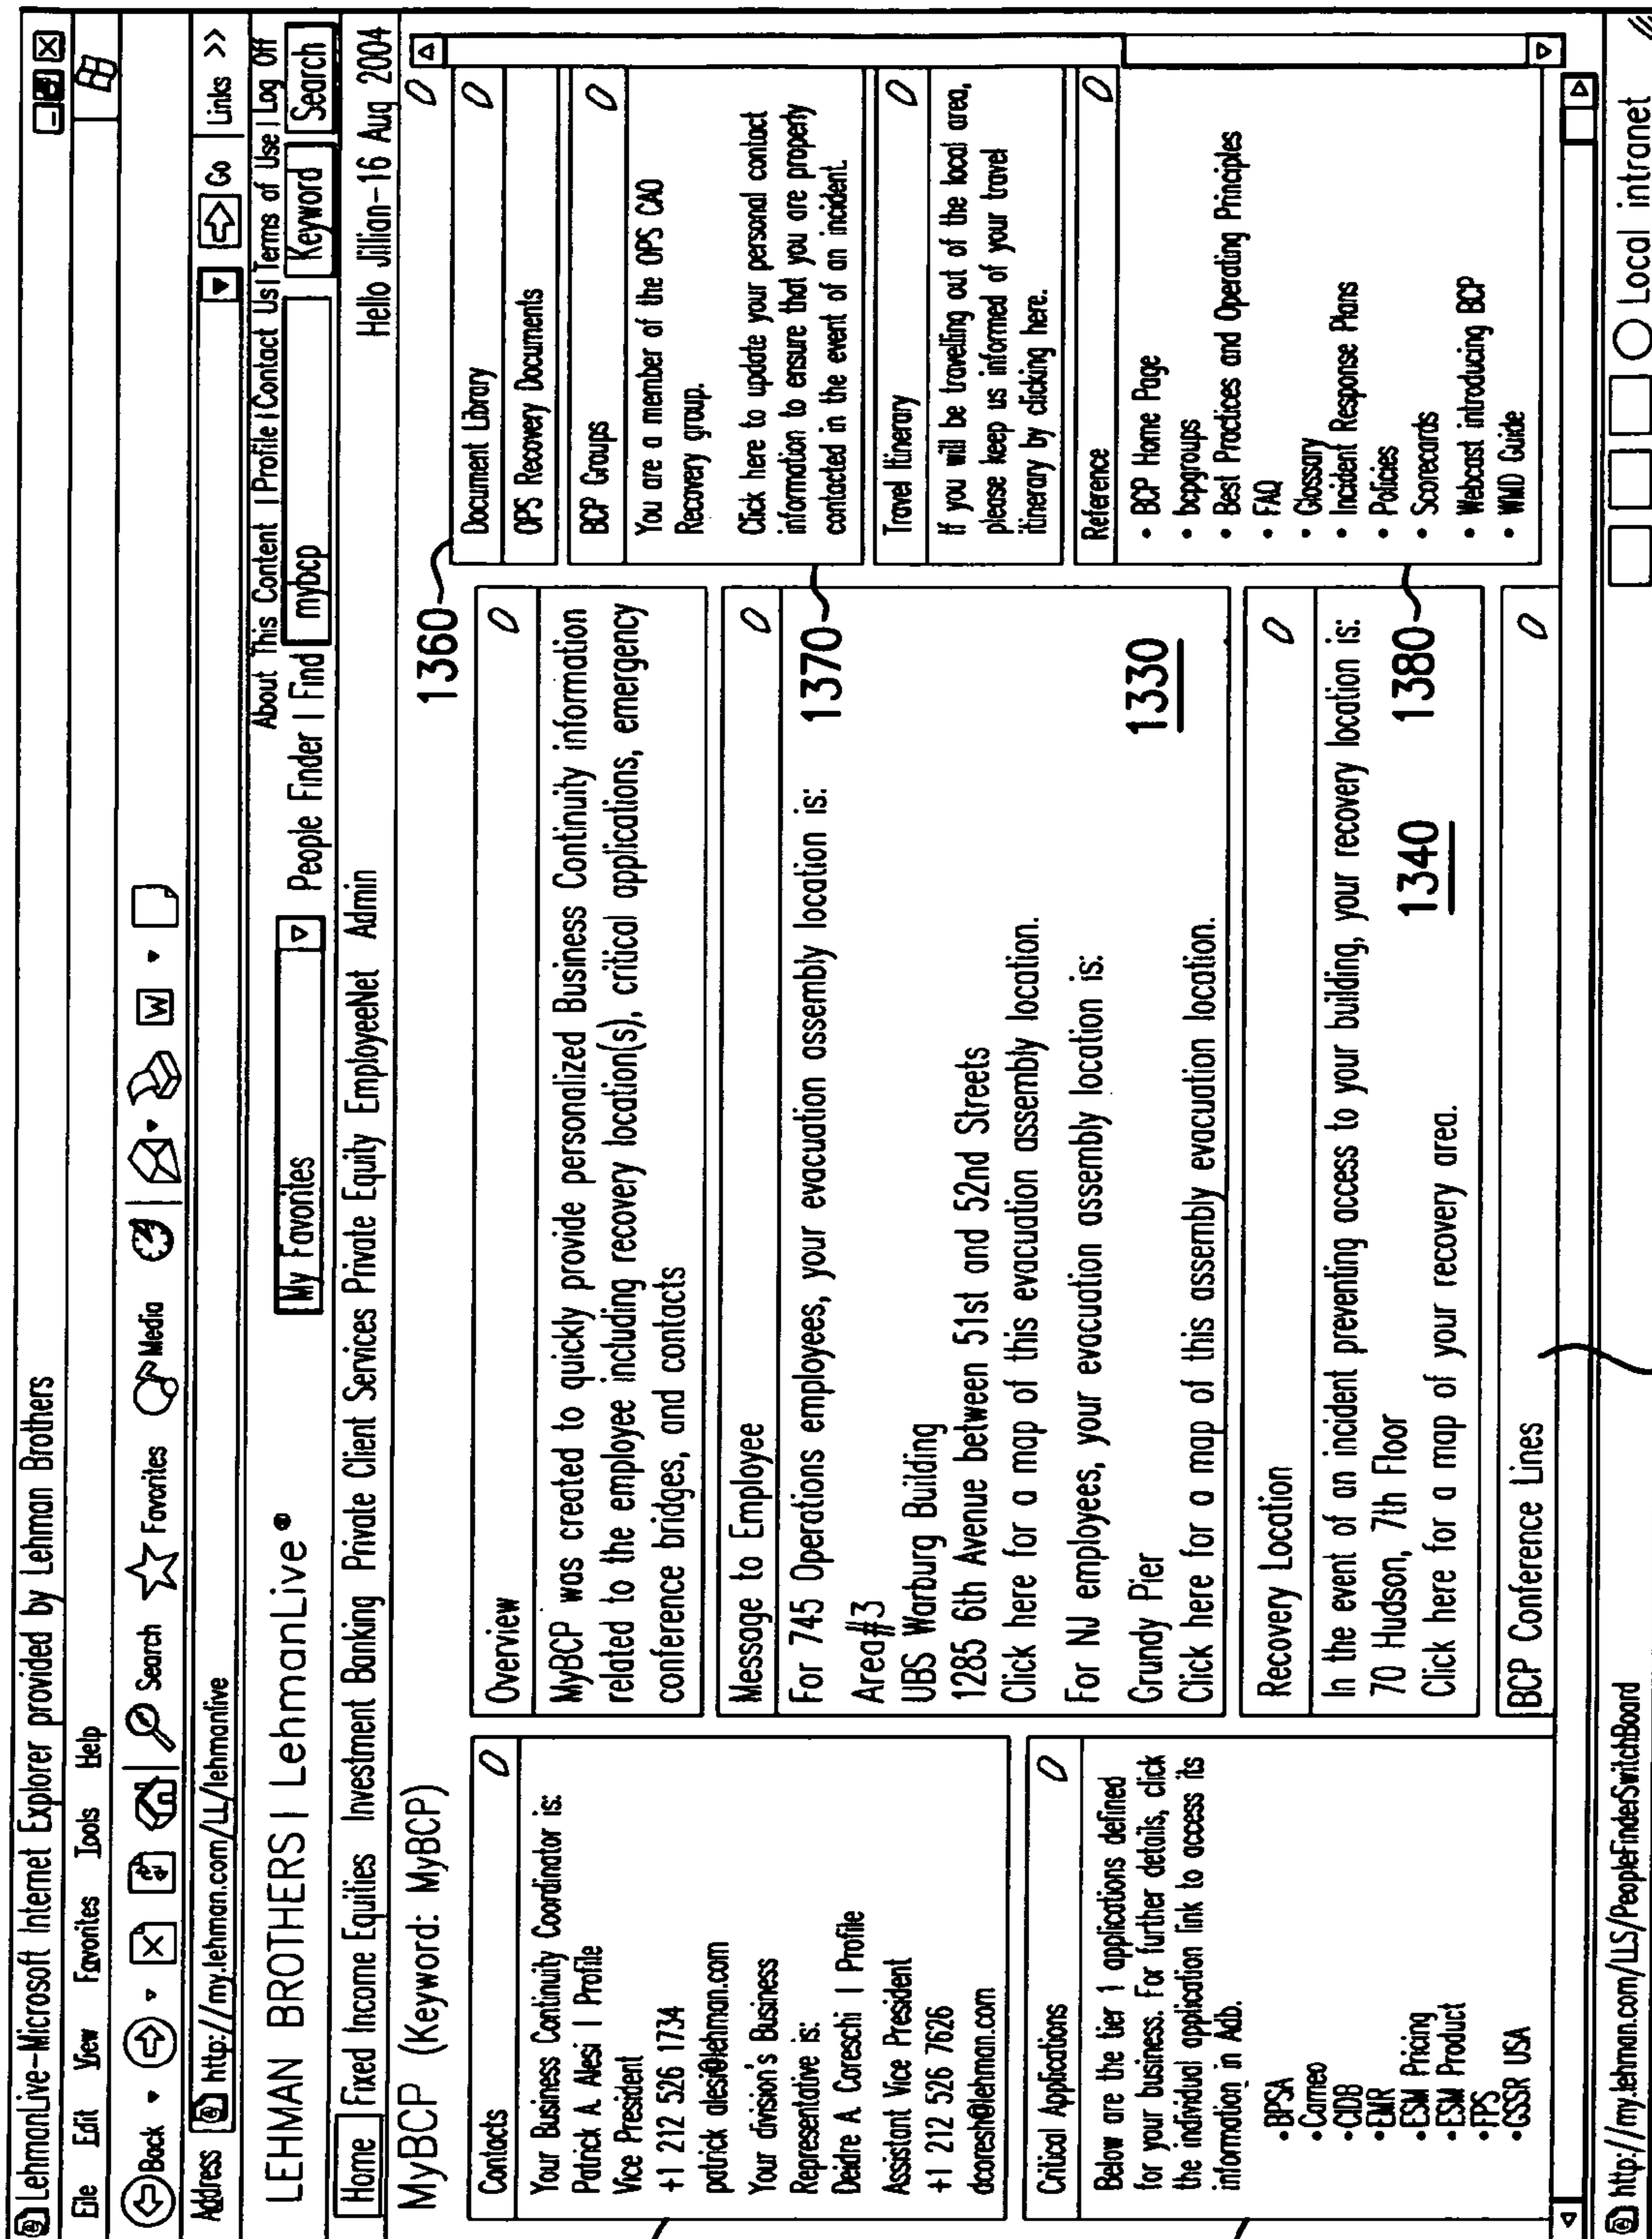 LehmanLive-Microsoft Internet Explorer provided by Lehman Brothers
File Edit View Favorites Tools Help
Back Search Favorites Media W
Address http://my.lehman.com/LL/lehmanlive Go Links >>
About This Content | Profile | Contact Us | Terms of Use | Log Off
LEHMAN BROTHERS | LehmanLive® My Favorites People Finder | Find mybcp Keyword Search
Home Fixed Income Equities Investment Banking Private Client Services Private Equity EmployeeNet Admin
MyBCP (Keyword: MyBCP) Hello Jillian-16 Aug 2004
Contacts
Your Business Continuity Coordinator is:
Patrick A. Alesi | Profile
Vice President
+1 212 526 1734
patrick alesi@lehman.com
Your division's Business
Representative is:
Deidre A. Coreschi | Profile
Assistant Vice President
+1 212 526 7626
dcoresh@lehman.com
Critical Applications
Below are the tier 1 applications defined
for your business. For further details, click
the individual application link to access its
information in Adb.
•BPSA
•Cameo
•CIDB
•EMR
•ESM Pricing
•ESM Product
•FPS
•GSSR USA
Overview
MyBCP was created to quickly provide personalized Business Continuity information
related to the employee including recovery location(s), critical applications, emergency
conference bridges, and contacts
Message to Employee
For 745 Operations employees, your evacuation assembly location is:
Area#3
UBS Warburg Building
1285 6th Avenue between 51st and 52nd Streets
Click here for a map of this evacuation assembly location.
For NJ employees, your evacuation assembly location is:
Grundy Pier
Click here for a map of this assembly evacuation location.
1330
Recovery Location
In the event of an incident preventing access to your building, your recovery location is:
70 Hudson, 7th Floor
Click here for a map of your recovery area.
1340
BCP Conference Lines
1360
Document Library
OPS Recovery Documents
BCP Groups
You are a member of the OPS CAO
Recovery group.
Click here to update your personal contact
information to ensure that you are properly
contacted in the event of an incident.
1370
Travel Itinerary
If you will be travelling out of the local area,
please keep us informed of your travel
itinerary by clicking here.
Reference
• BCP Home Page
• bcpgroups
• Best Practices and Operating Principles
• FAQ
• Glossary
• Incident Response Plans
• Policies
• Scorecards
• Webcast introducing BCP
• WMD Guide
1380
http://my.lehman.com/LLS/PeopleFinderSwitchBoard Local intranet